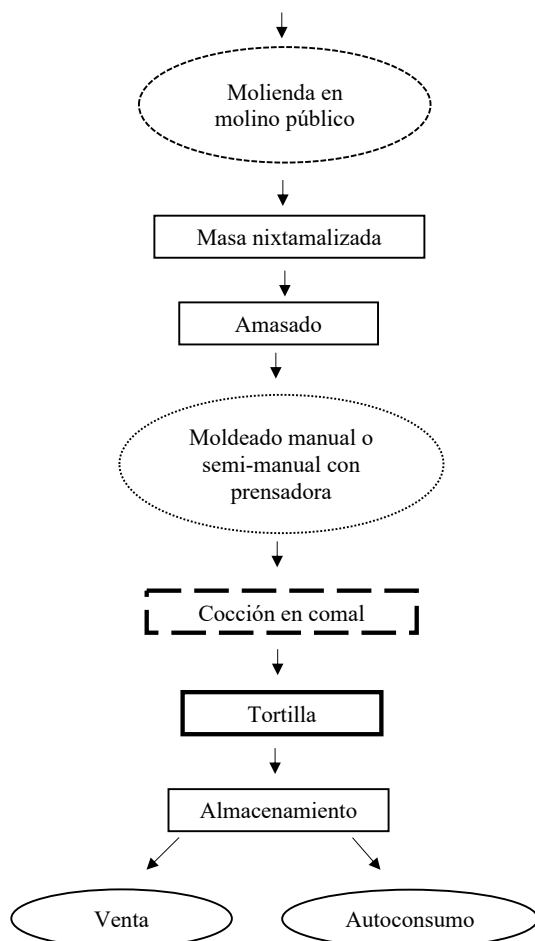 Molienda en
molino público
Masa nixtamalizada
Amasado
Moldeado manual o
semi-manual con
prensadora
Cocción en comal
Tortilla
Almacenamiento
Venta
Autoconsumo